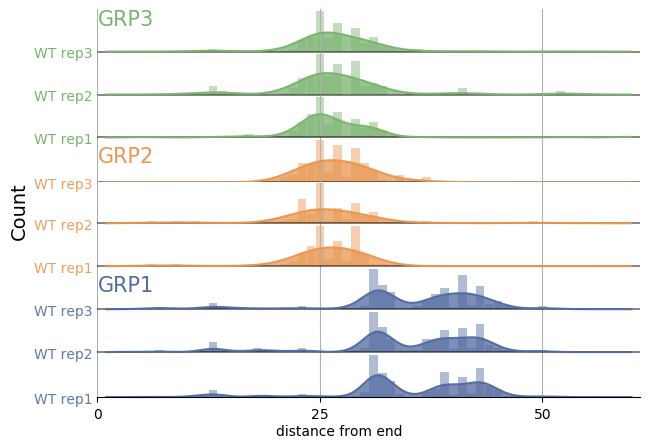 GRP3
WT rep3
WT rep2
WT rep1
GRP2
WT rep3
WT rep2
WT rep1
GRP1
WT rep3
WT rep2
WT rep1
Count
0 25 50
distance from end